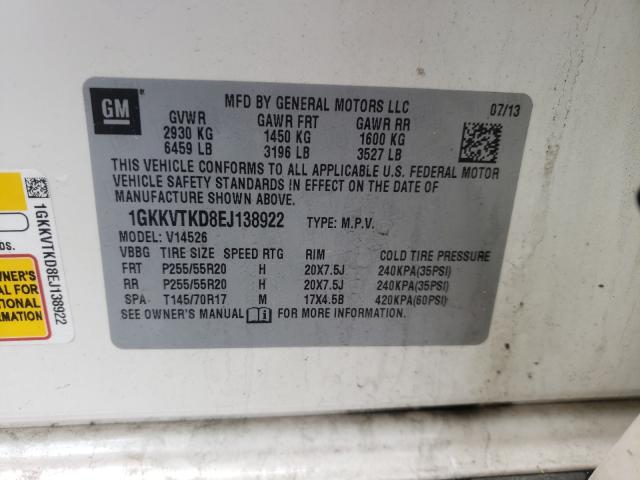 GM
MFD BY GENERAL MOTORS LLC 07/13
GVWR GAWR FRT GAWR RR
2930 KG 1450 KG 1600 KG
6459 LB 3196 LB 3527 LB
THIS VEHICLE CONFORMS TO ALL APPLICABLE U.S. FEDERAL MOTOR
VEHICLE SAFETY STANDARDS IN EFFECT ON THE DATE OF
MANUFACTURE SHOWN ABOVE.
1GKKVTKD8EJ138922 TYPE: M.P.V.
MODEL: V14526
VBBG TIRE SIZE SPEED RTG RIM COLD TIRE PRESSURE
FRT P255/55R20 H 20X7.5J 240KPA(35PSI)
RR P255/55R20 H 20X7.5J 240KPA(35PSI)
SPA T145/70R17 M 17X4.5B 420KPA(60PSI)
SEE OWNER'S MANUAL FOR MORE INFORMATION.
1GKKVTKD8EJ138922
DS.
WNER'S
AL FOR
TIONAL
RMATION